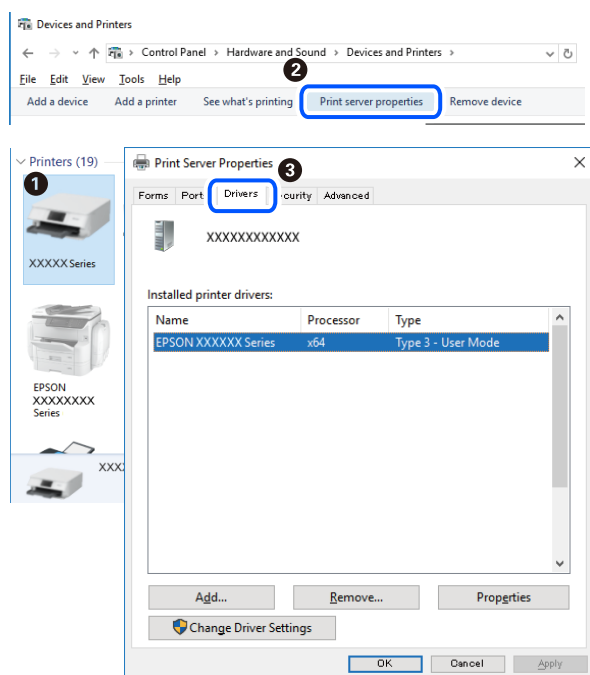 Devices and Printers
Control Panel > Hardware and Sound > Devices and Printers >
2
File Edit View Tools Help
Add a device Add a printer See what's printing Print server properties Remove device
Printers (19)
1
XXXXX Series
EPSON
XXXXXXXX
Series
XXX
Print Server Properties
3
×
Forms Port Drivers curity Advanced
XXXXXXXXXXXX
Installed printer drivers:
Name Processor Type
EPSON XXXXXX Series x64 Type 3 - User Mode
Add... Remove... Properties
Change Driver Settings
OK Cancel Apply